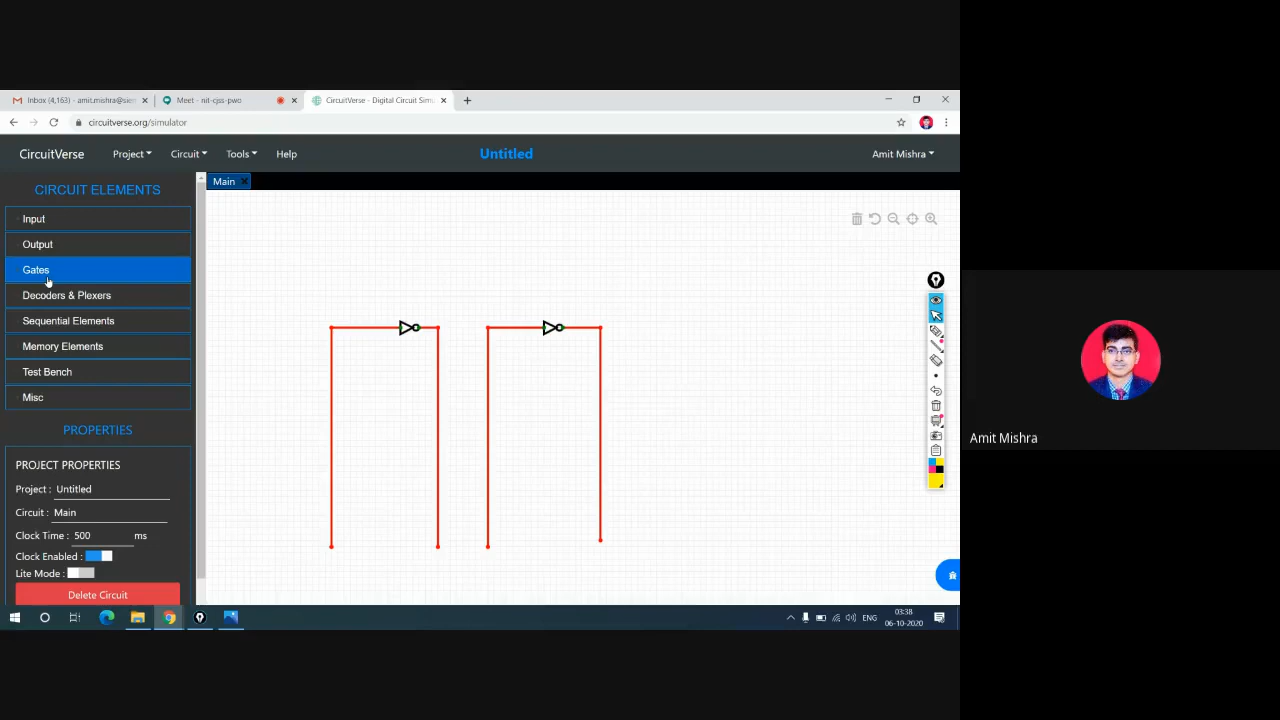 Inbox (4,163) - amit.mishra@sie
Meet - nit-cjss-pwo
CircuitVerse - Digital Circuit Sim
circuitverse.org/simulator
CircuitVerse
Project
Circuit
Tools
Help
Untitled
Amit Mishra
CIRCUIT ELEMENTS
Main
Input
Output
Gates
Decoders & Plexers
Sequential Elements
Memory Elements
Test Bench
Misc
PROPERTIES
PROJECT PROPERTIES
Project : Untitled
Circuit : Main
Clock Time : 500 ms
Clock Enabled :
Lite Mode :
Delete Circuit
Amit Mishra
ENG
03:38
06-10-2020